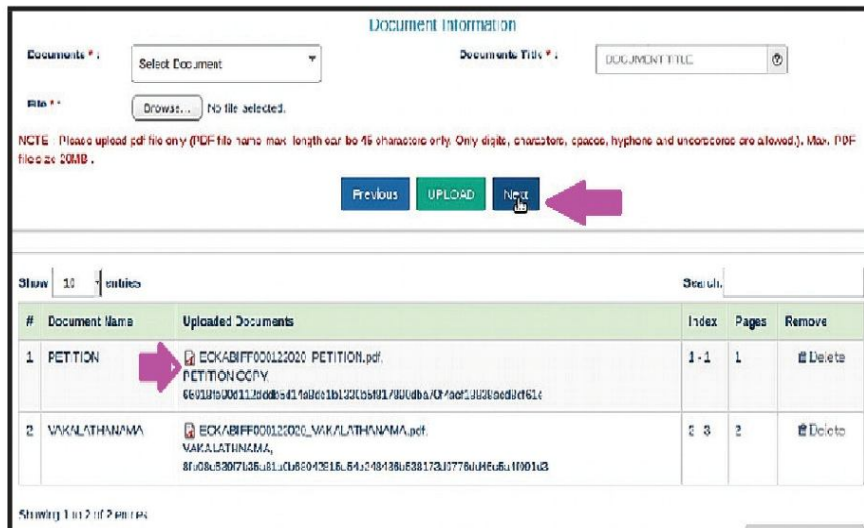 Document Information
Documents * :
Select Document
Documents Title * :
DOCUMENT TITLE
File * :
Browse... No file selected.
NOTE : Please upload pdf file only (PDF file name max. length can be 45 characters only. Only digits, characters, spaces, hyphens and underscores are allowed.). Max. PDF
file size 20MB .
Previous UPLOAD Next
Show 10 entries
Search:
# Document Name Uploaded Documents Index Pages Remove
1 PETITION
PETITION.pdf,
1 - 1 1 Delete
PETITION COPY,
2 VAKALATHANAMA
VAKALATHANAMA.pdf,
2 - 3 2 Delete
VAKALATHNAMA,
Showing 1 to 2 of 2 entries